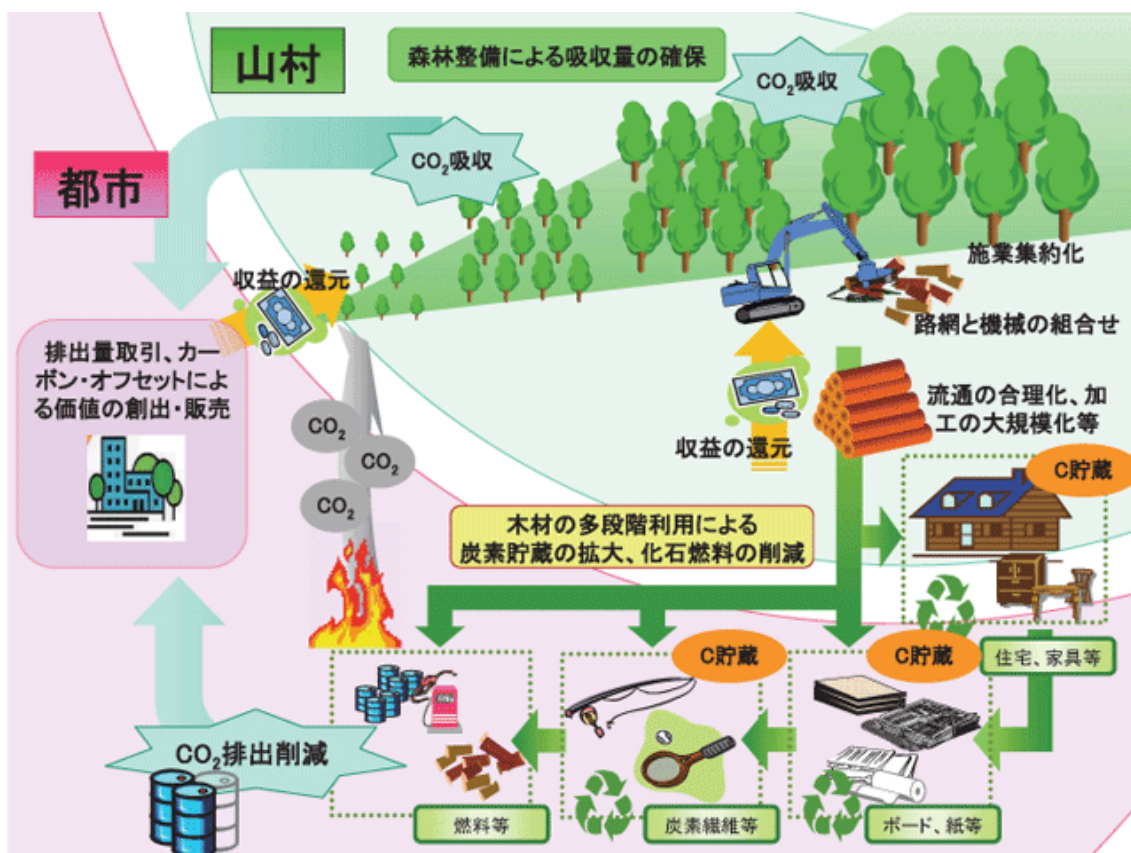 山村
森林整備による吸収量の確保
CO₂吸収
CO₂吸収
都市
収益の還元
施業集約化
路網と機械の組合せ
排出量取引、カー
ボン・オフセットによ
る価値の創出・販売
流通の合理化、加
工の大規模化等
収益の還元
CO₂
CO₂
CO₂
C貯蔵
木材の多段階利用による
炭素貯蔵の拡大、化石燃料の削減
C貯蔵
C貯蔵
住宅、家具等
CO₂排出削減
燃料等
炭素繊維等
ボード、紙等